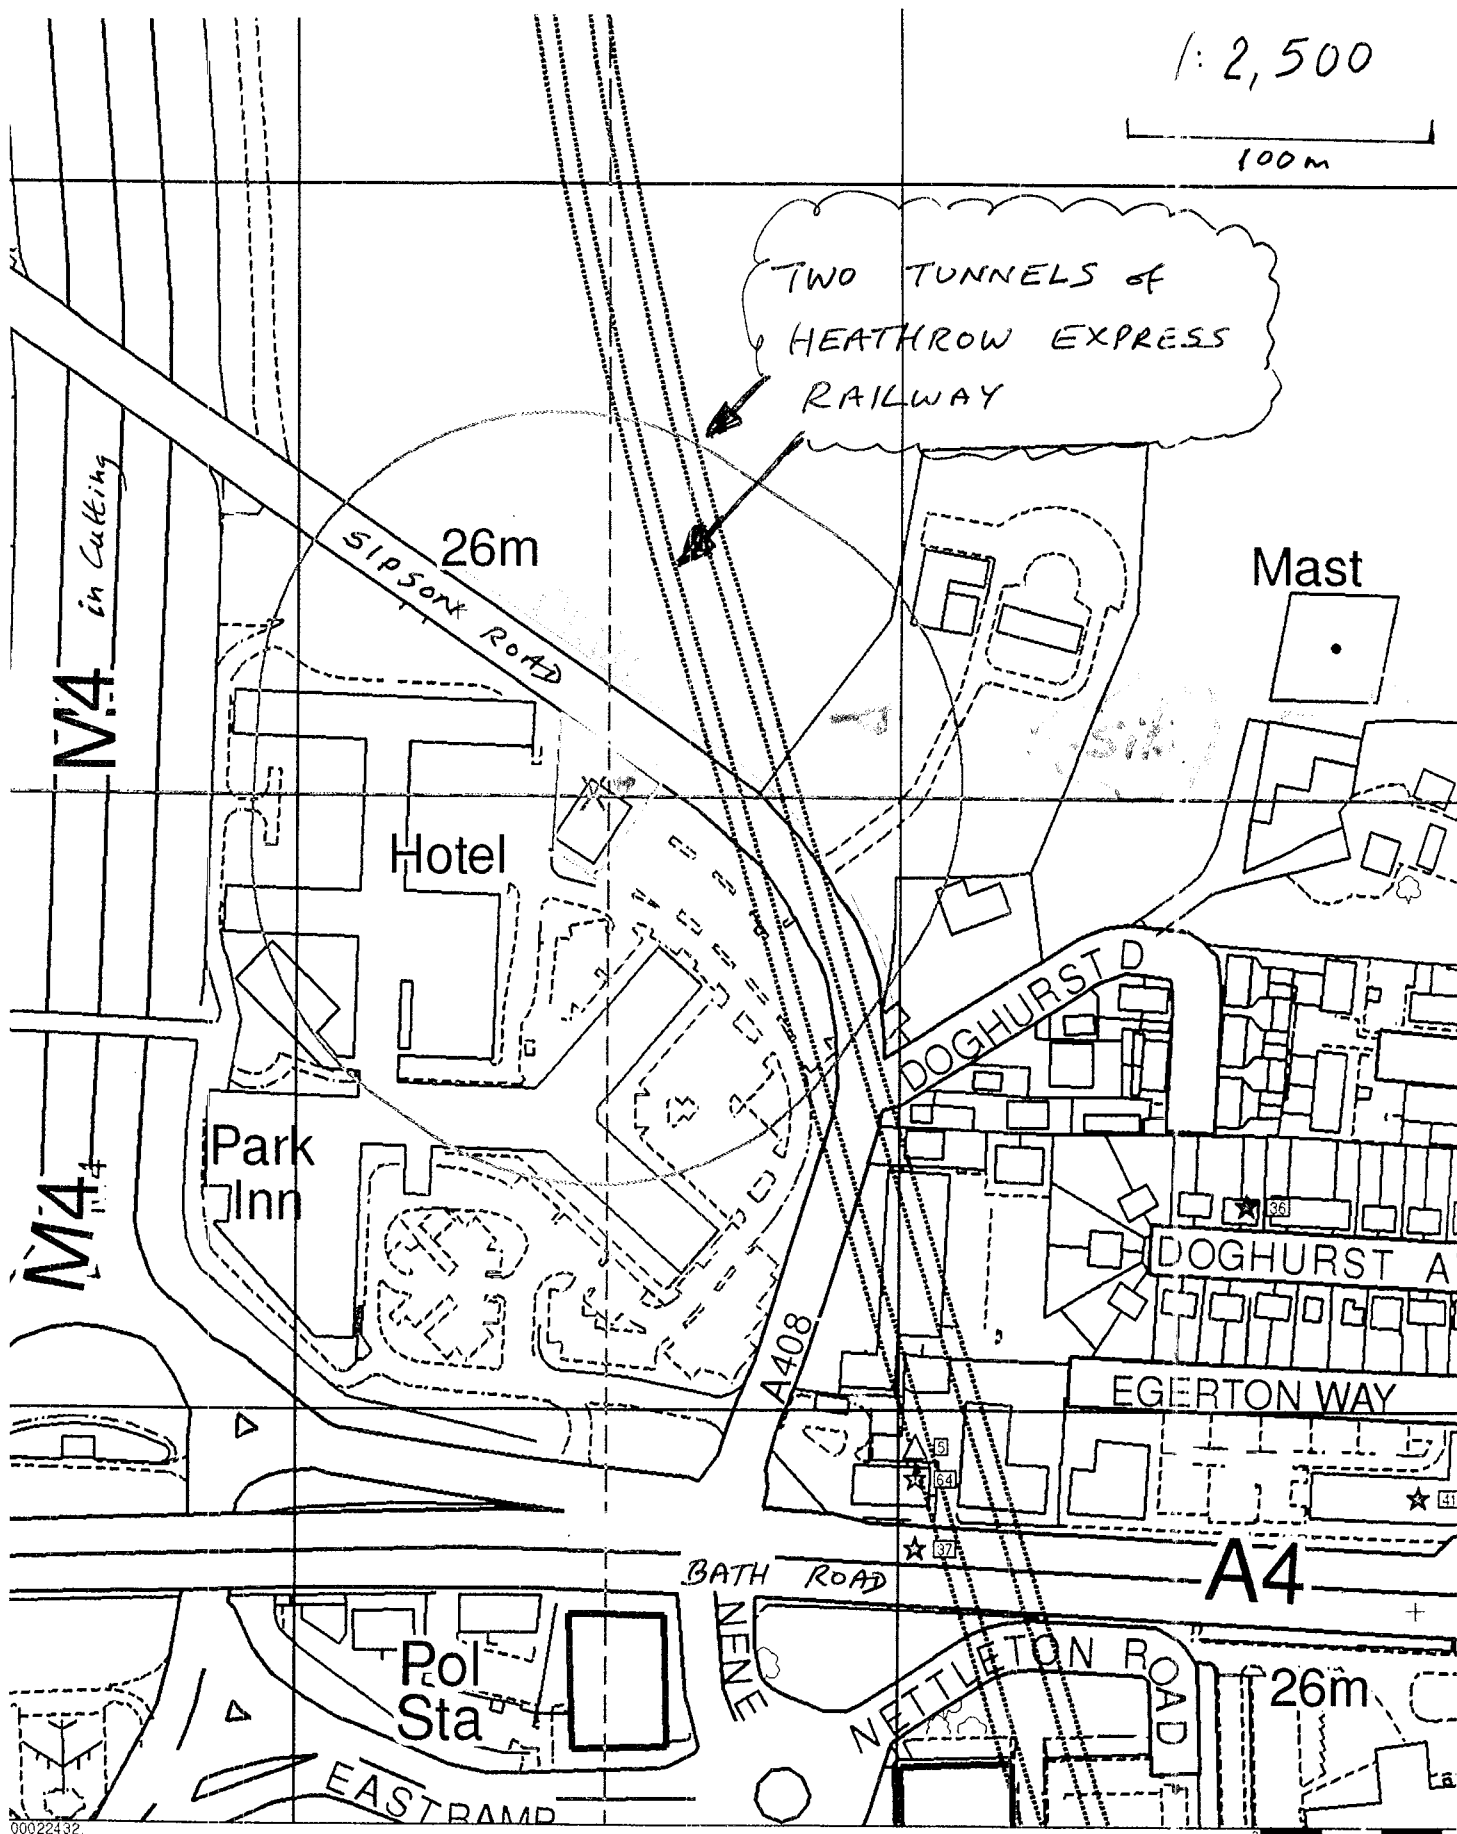 1:2,500
100m
TWO TUNNELS of
HEATHROW EXPRESS
RAILWAY
in Cutting
M4
SIPSON ROAD
26m
Mast
Hotel
DOGHURST D
Park
Inn
M4
36
DOGHURST A
A408
EGERTON WAY
5
64
41
37
BATH ROAD
A4
NENE
NETTLETON ROAD
Pol
Sta
26m
EAST RAMP
00022432